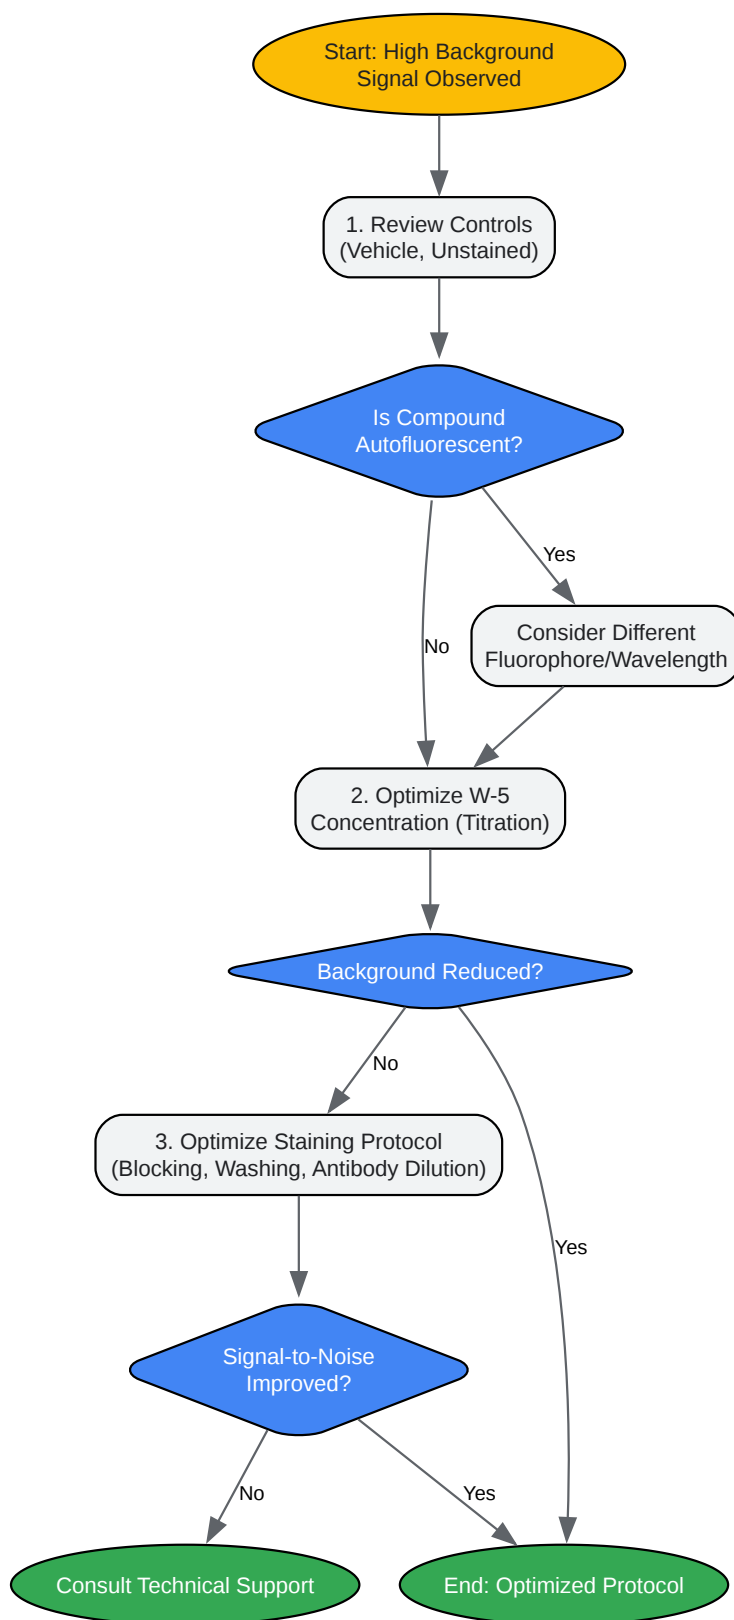 Start: High Background
Signal Observed
1. Review Controls
(Vehicle, Unstained)
Is Compound
Autofluorescent?
Yes
Consider Different
Fluorophore/Wavelength
No
2. Optimize W-5
Concentration (Titration)
Background Reduced?
No
3. Optimize Staining Protocol
(Blocking, Washing, Antibody Dilution)
Yes
Signal-to-Noise
Improved?
No
Yes
Consult Technical Support
End: Optimized Protocol